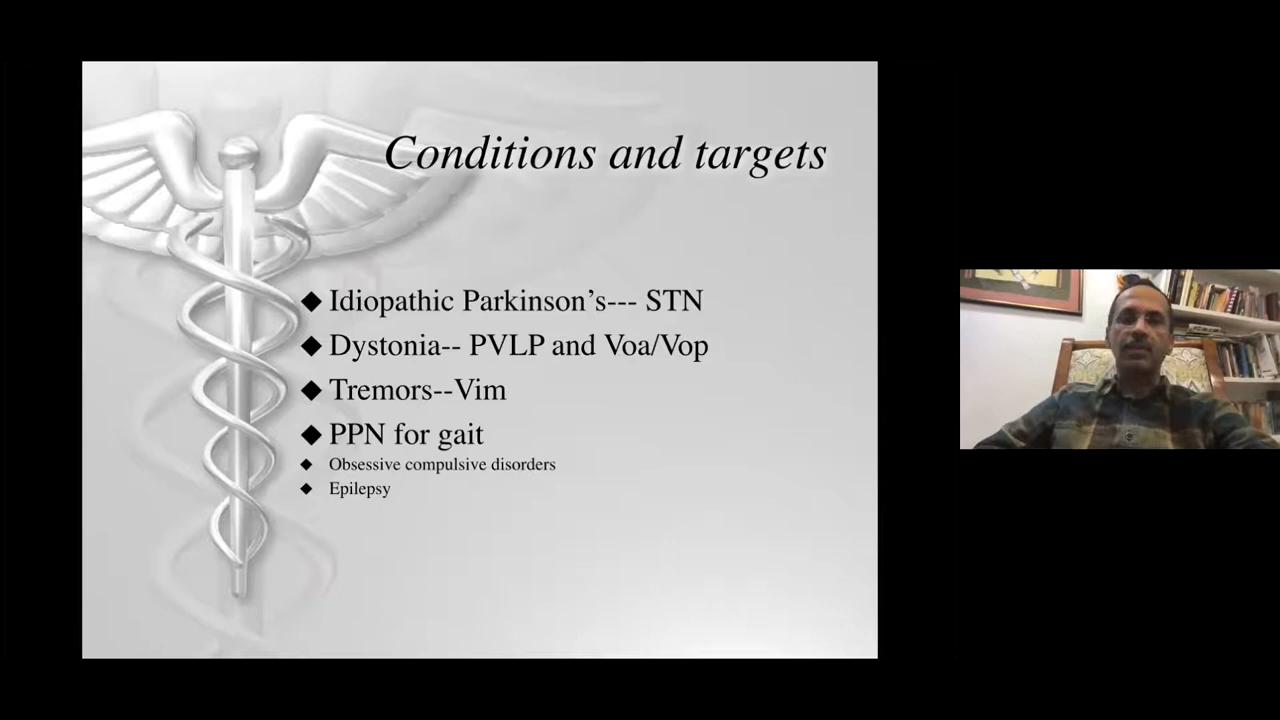 Conditions and targets
Idiopathic Parkinson’s--- STN
Dystonia-- PVLP and Voa/Vop
Tremors--Vim
PPN for gait
Obsessive compulsive disorders
Epilepsy